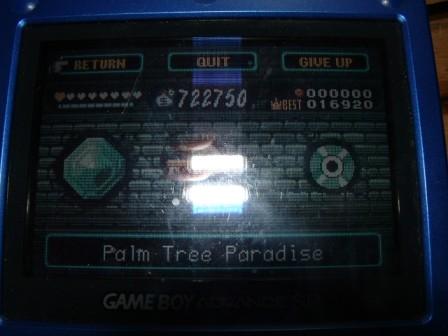 RETURN QUIT GIVE UP
722750 000000
BEST 016920
Palm Tree Paradise
GAME BOY ADVANCE SP